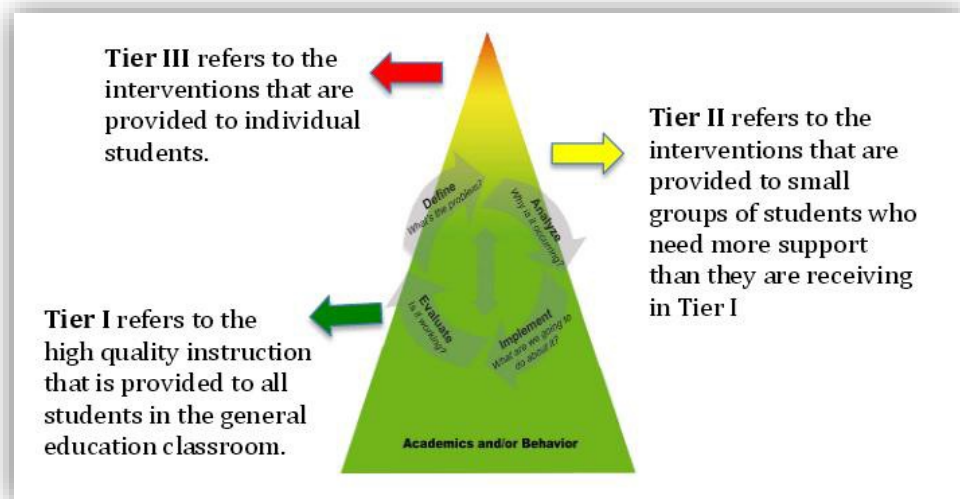 Tier III refers to the
interventions that are
provided to individual
students.
Tier II refers to the
interventions that are
provided to small
groups of students who
need more support
than they are receiving
in Tier I
Define
What's the problem?
Analyze
Why is it occurring?
Implement
What are we going to
do about it?
Evaluate
Is it working?
Tier I refers to the
high quality instruction
that is provided to all
students in the general
education classroom.
Academics and/or Behavior